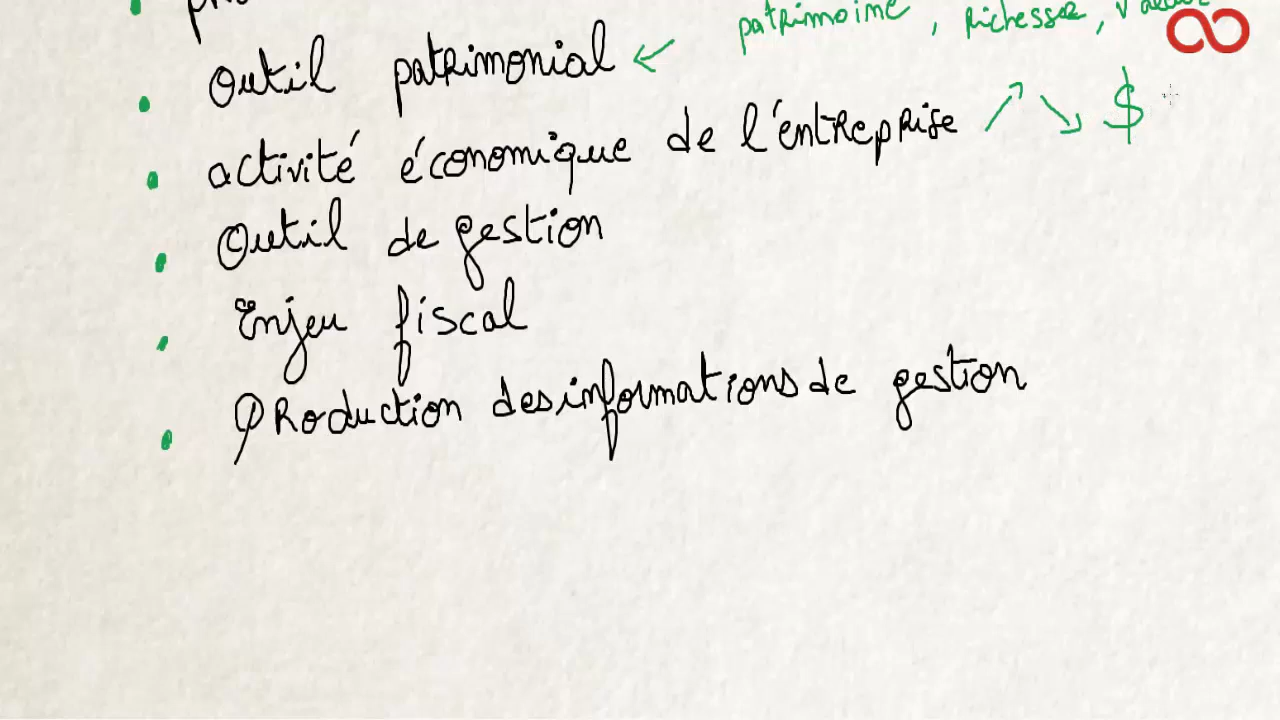 patrimoine, richesse,
Outil patrimonial ← 
activité économique de l'entreprise ↗ ↘ $
Outil de gestion
Enjeu fiscal
Production des informations de gestion